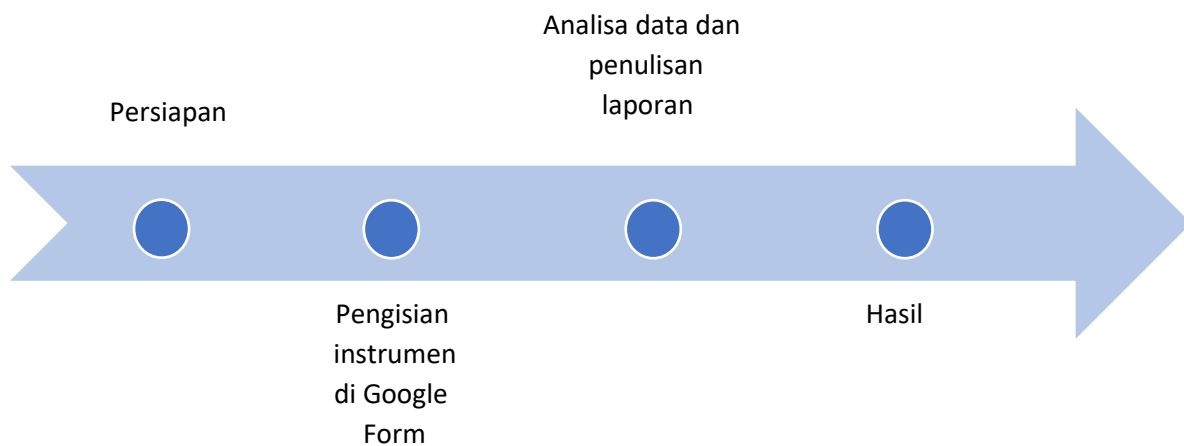 Persiapan
Pengisian
instrumen
di Google
Form
Analisa data dan
penulisan
laporan
Hasil